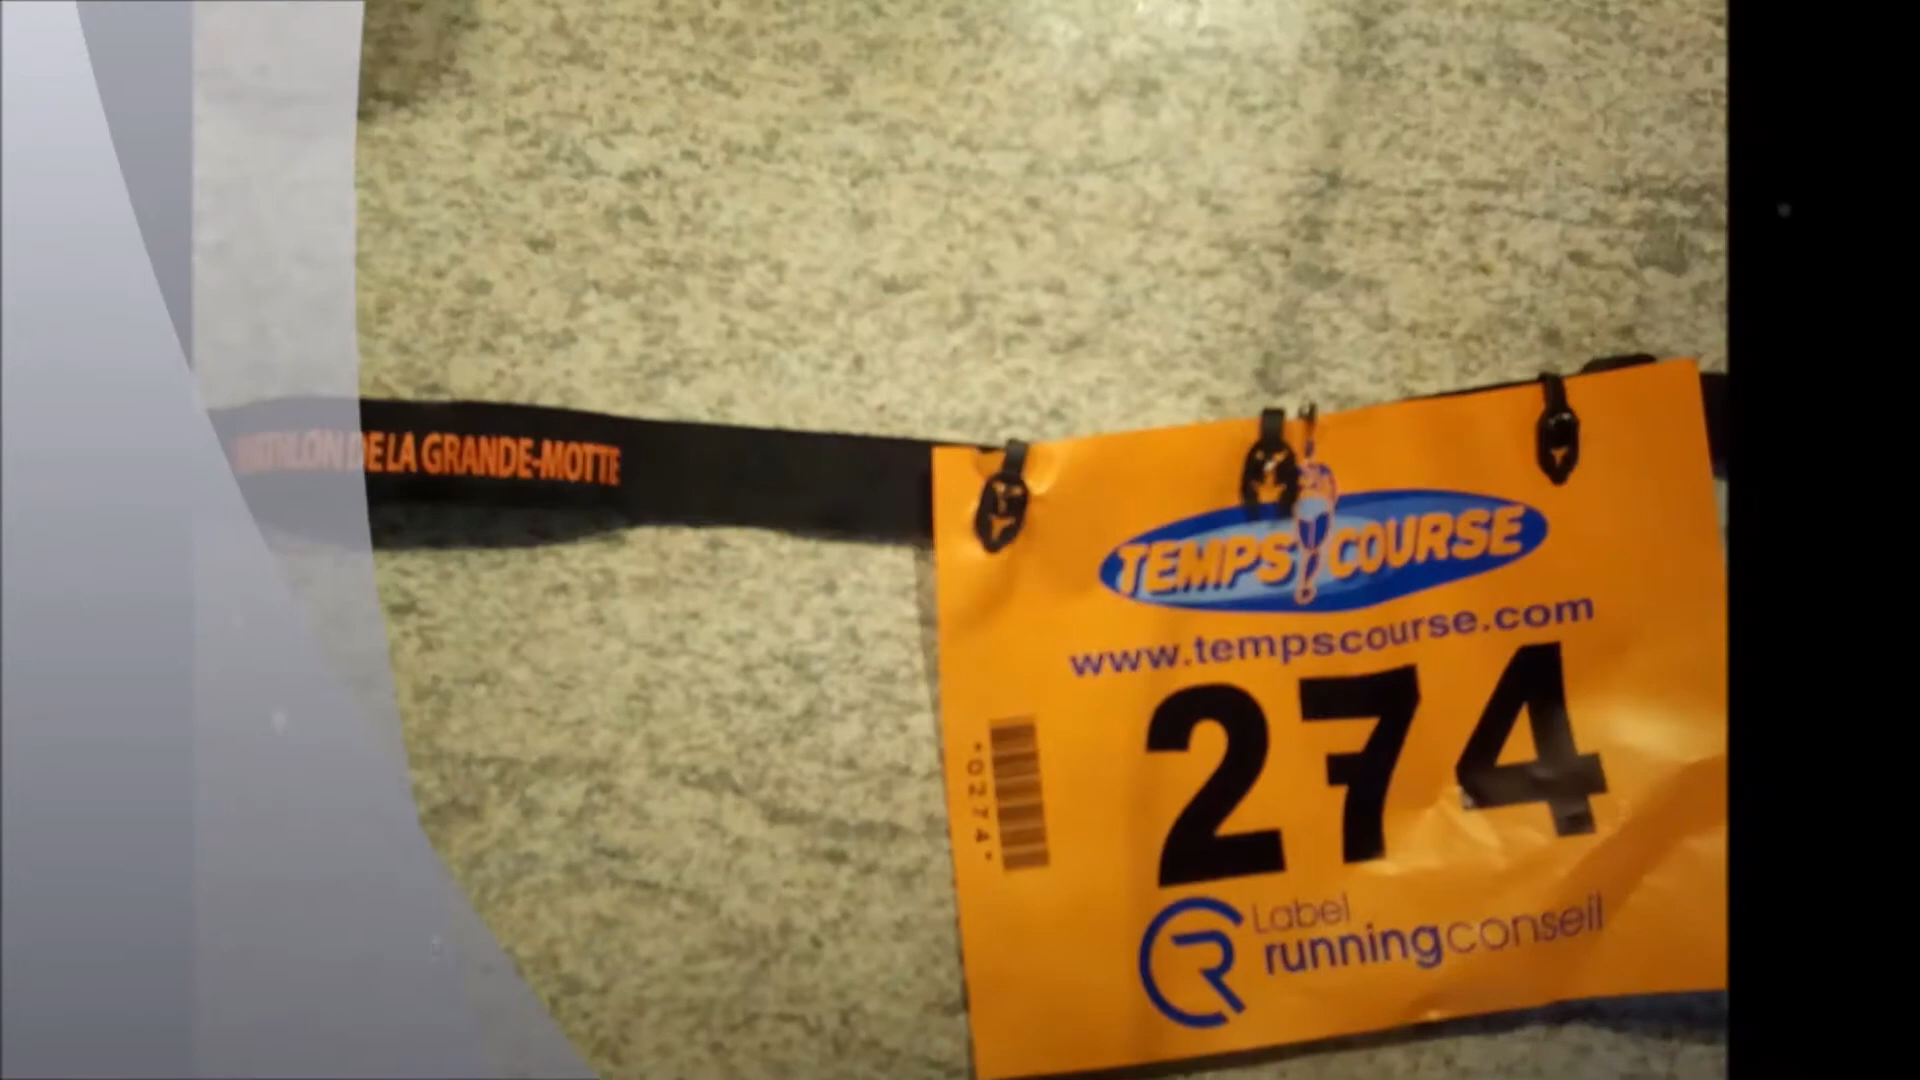 DE LA GRANDE-MOTTE
TEMPS COURSE
www.tempscourse.com
274
*0274*
Label
runningconseil